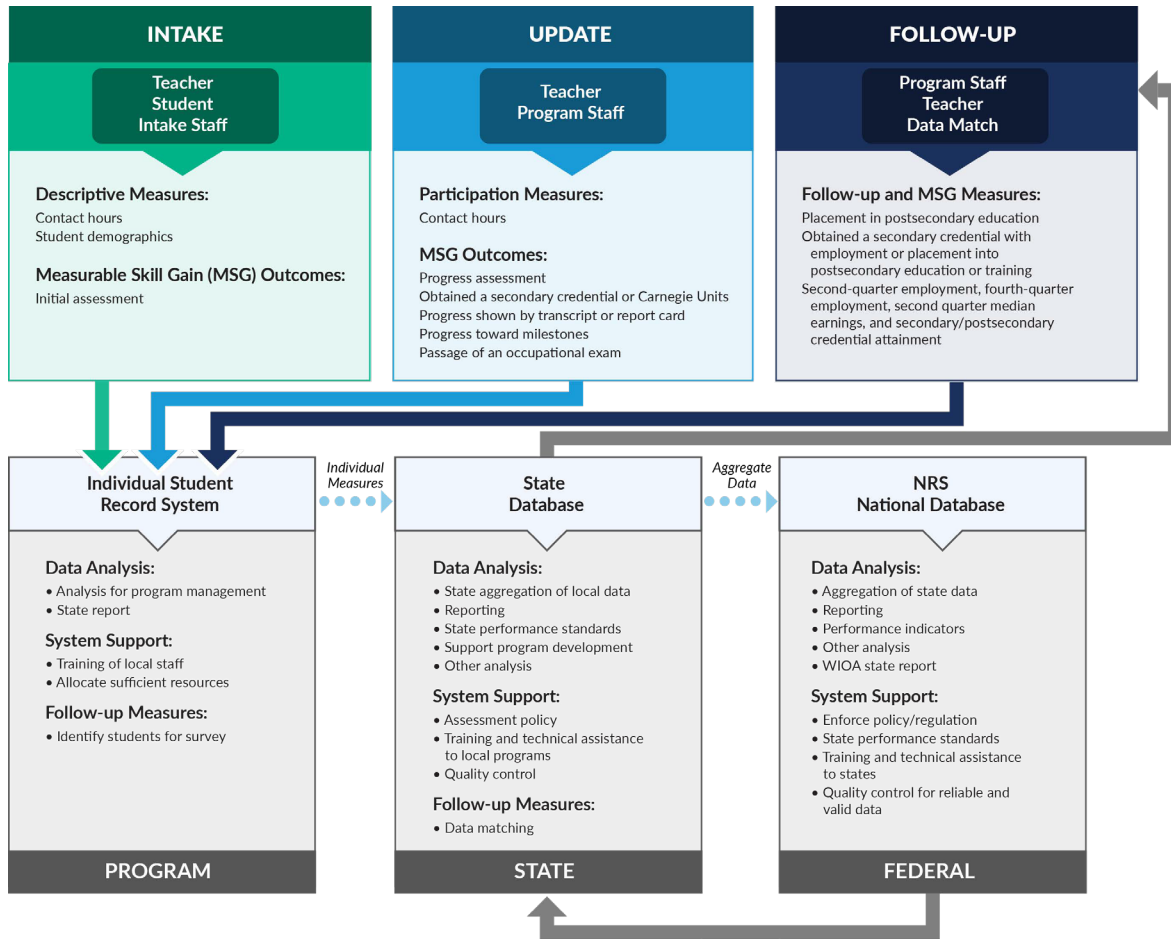 INTAKE
Teacher
Student
Intake Staff
Descriptive Measures:
Contact hours
Student demographics
Measurable Skill Gain (MSG) Outcomes:
Initial assessment
UPDATE
Teacher
Program Staff
Participation Measures:
Contact hours
MSG Outcomes:
Progress assessment
Obtained a secondary credential or Carnegie Units
Progress shown by transcript or report card
Progress toward milestones
Passage of an occupational exam
FOLLOW-UP
Program Staff
Teacher
Data Match
Follow-up and MSG Measures:
Placement in postsecondary education
Obtained a secondary credential with
employment or placement into
postsecondary education or training
Second-quarter employment, fourth-quarter
employment, second quarter median
earnings, and secondary/postsecondary
credential attainment
Individual Student
Record System
Data Analysis:
• Analysis for program management
• State report
System Support:
• Training of local staff
• Allocate sufficient resources
Follow-up Measures:
• Identify students for survey
PROGRAM
Individual
Measures
State
Database
Data Analysis:
• State aggregation of local data
• Reporting
• State performance standards
• Support program development
• Other analysis
System Support:
• Assessment policy
• Training and technical assistance
to local programs
• Quality control
Follow-up Measures:
• Data matching
STATE
Aggregate
Data
NRS
National Database
Data Analysis:
• Aggregation of state data
• Reporting
• Performance indicators
• Other analysis
• WIOA state report
System Support:
• Enforce policy/regulation
• State performance standards
• Training and technical assistance
to states
• Quality control for reliable and
valid data
FEDERAL